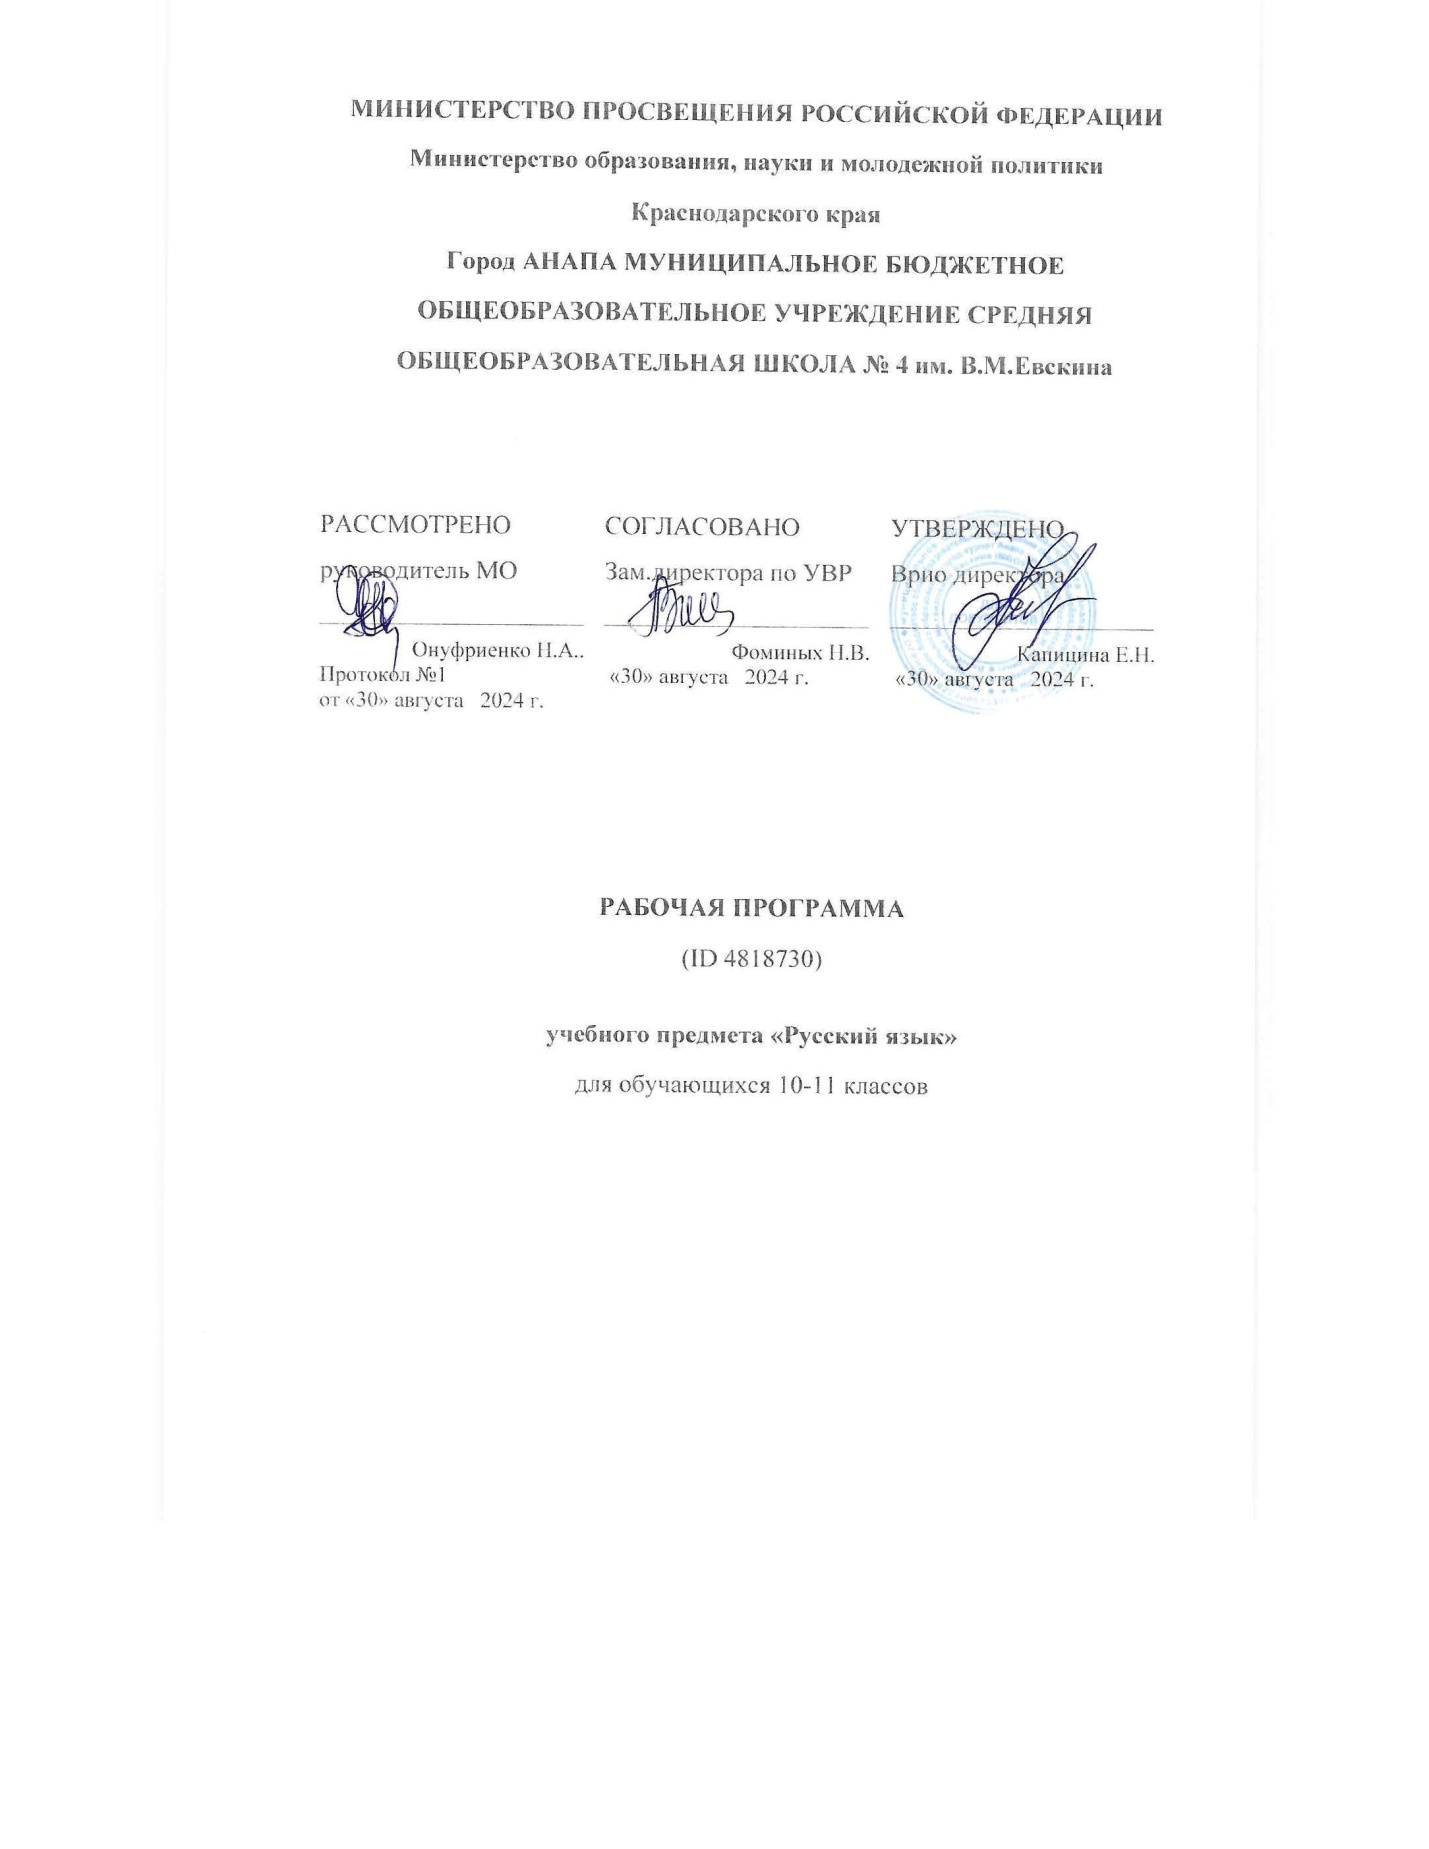 МИНИСТЕРСТВО ПРОСВЕЩЕНИЯ РОССИЙСКОЙ ФЕДЕРАЦИИ
Министерство образования, науки и молодежной политики
Краснодарского края
Город АНАПА МУНИЦИПАЛЬНОЕ БЮДЖЕТНОЕ
ОБЩЕОБРАЗОВАТЕЛЬНОЕ УЧРЕЖДЕНИЕ СРЕДНЯЯ
ОБЩЕОБРАЗОВАТЕЛЬНАЯ ШКОЛА № 4 им. В.М.Евскина
РАССМОТРЕНО
руководитель МО
Онуфриенко Н.А..
Протокол №1
от «30» августа 2024 г.
СОГЛАСОВАНО
Зам.директора по УВР
Фоминых Н.В.
«30» августа 2024 г.
УТВЕРЖДЕНО
Врио директора
Капицина Е.Н.
«30» августа 2024 г.
РАБОЧАЯ ПРОГРАММА
(ID 4818730)
учебного предмета «Русский язык»
для обучающихся 10-11 классов